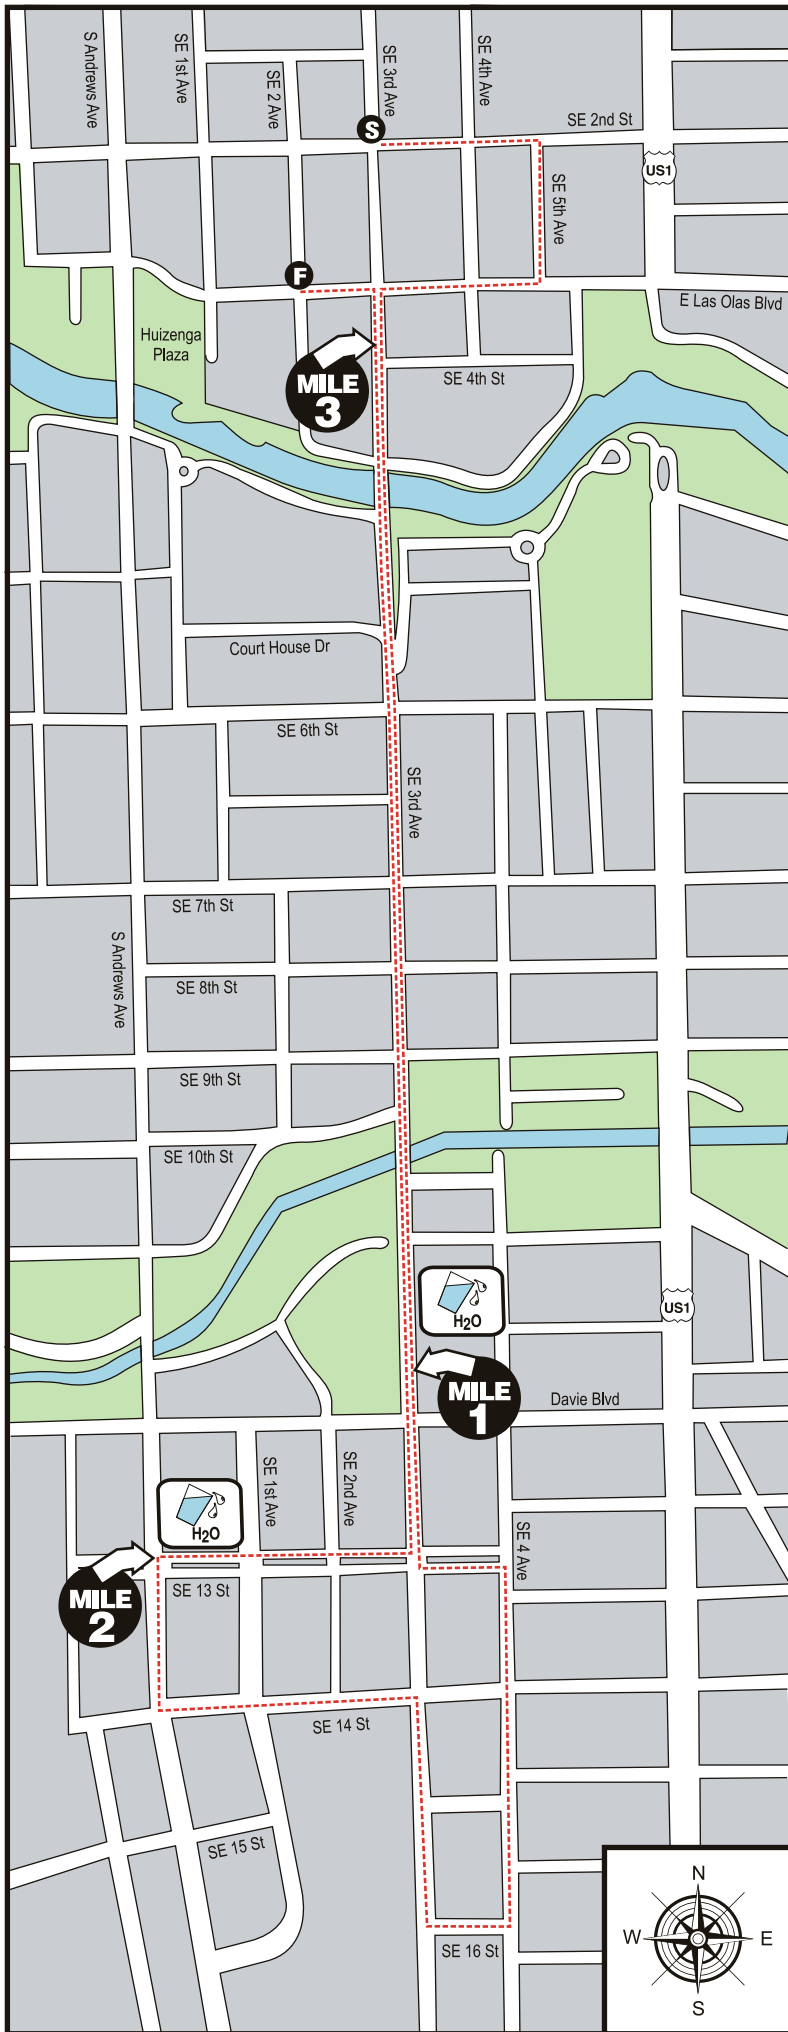 S Andrews Ave
SE 1st Ave
SE 2 Ave
SE 3rd Ave
SE 4th Ave
SE 2nd St
S
US1
SE 5th Ave
F
E Las Olas Blvd
Huizenga
Plaza
MILE
3
SE 4th St
Court House Dr
SE 6th St
SE 3rd Ave
SE 7th St
S Andrews Ave
SE 8th St
SE 9th St
SE 10th St
H2O
US1
MILE
1
Davie Blvd
SE 1st Ave
SE 2nd Ave
H2O
SE 4 Ave
MILE
2
SE 13 St
SE 14 St
SE 15 St
SE 16 St
N
W
E
S